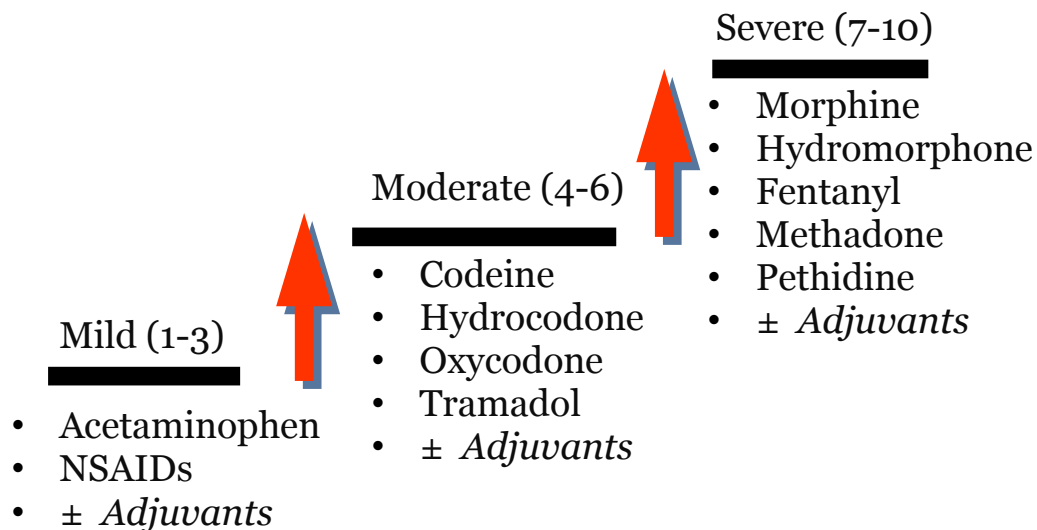 Severe (7-10)
• Morphine
• Hydromorphone
• Fentanyl
• Methadone
• Pethidine
• ± Adjuvants
Moderate (4-6)
• Codeine
• Hydrocodone
• Oxycodone
• Tramadol
• ± Adjuvants
Mild (1-3)
• Acetaminophen
• NSAIDs
• ± Adjuvants